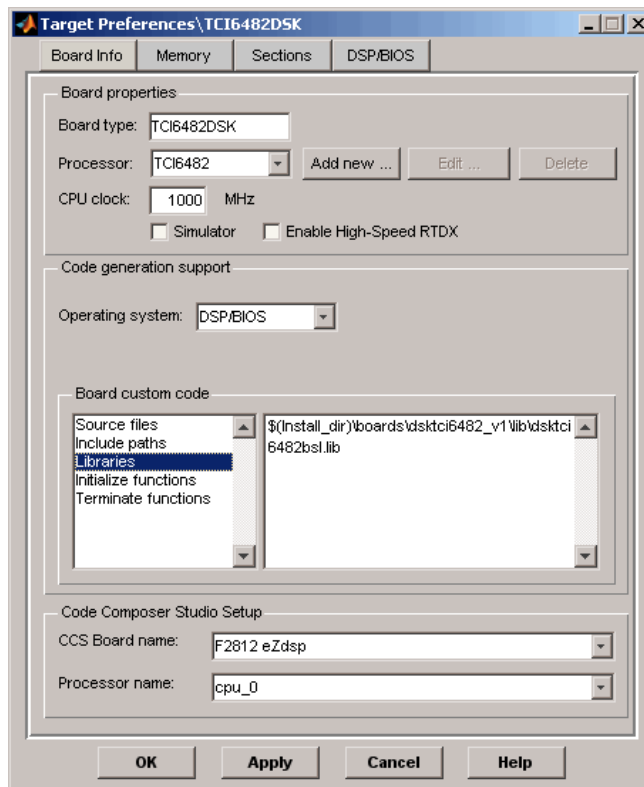 Target Preferences\TCI6482DSK
Board Info Memory Sections DSP/BIOS
Board properties
Board type: TCI6482DSK
Processor: TCI6482 Add new ... Edit ... Delete
CPU clock: 1000 MHz
Simulator Enable High-Speed RTDX
Code generation support
Operating system: DSP/BIOS
Board custom code
Source files
Include paths
Libraries
Initialize functions
Terminate functions
$(Install_dir)\boards\dsktci6482_v1\lib\dsktci
6482bsl.lib
Code Composer Studio Setup
CCS Board name: F2812 eZdsp
Processor name: cpu_0
OK Apply Cancel Help